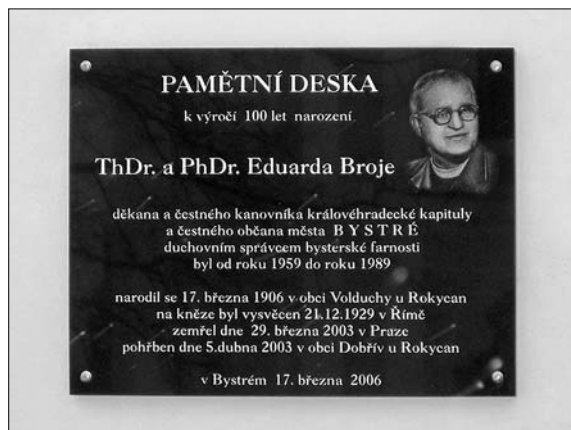 PAMĚTNÍ DESKA
k výročí 100 let narození
ThDr. a PhDr. Eduarda Broje
děkana a čestného kanovníka královéhradecké kapituly
a čestného občana města B Y S T R É
duchovním správcem bysterské farnosti
byl od roku 1959 do roku 1989
narodil se 17. března 1906 v obci Volduchy u Rokycan
na kněze byl vysvěcen 21.12.1929 v Římě
zemřel dne 29. března 2003 v Praze
pohřben dne 5.dubna 2003 v obci Dobřív u Rokycan
v Bystrém 17. března 2006